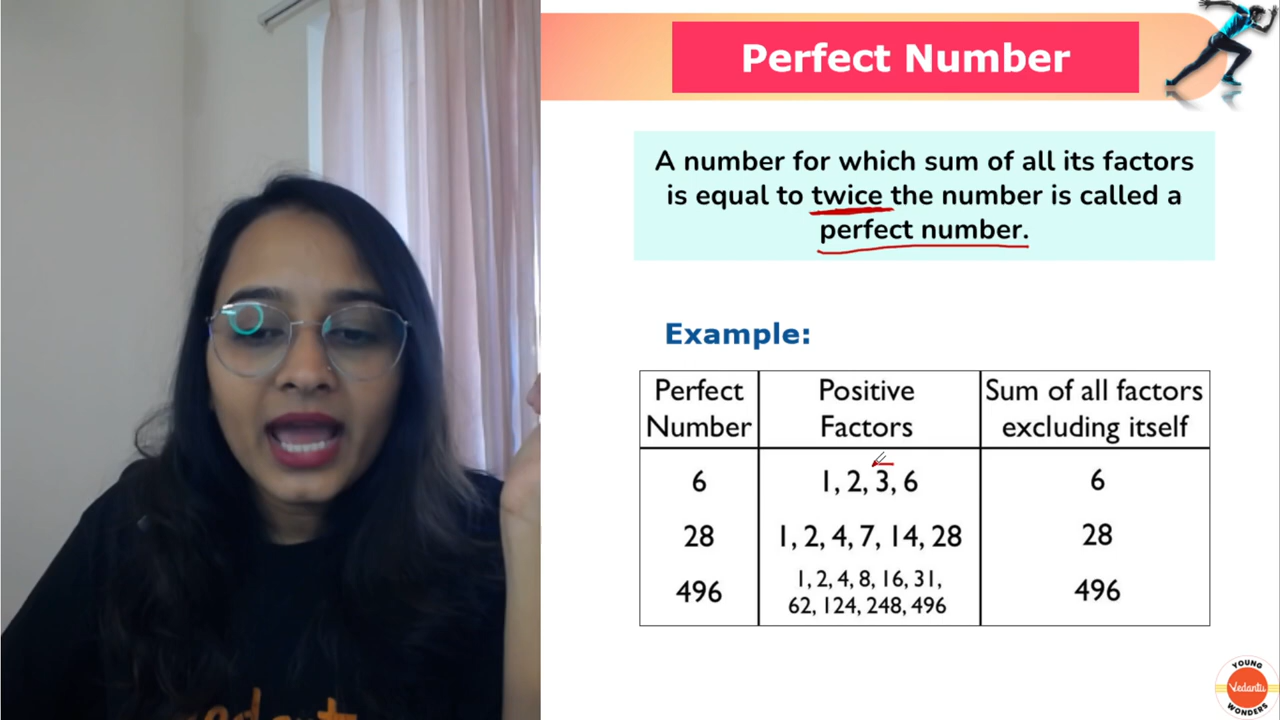 Perfect Number
A number for which sum of all its factors
is equal to twice the number is called a
perfect number.
Example:
Perfect Number
Positive Factors
Sum of all factors excluding itself
6
1, 2, 3, 6
6
28
1, 2, 4, 7, 14, 28
28
496
1, 2, 4, 8, 16, 31,
62, 124, 248, 496
496
YOUNG
Vedantu
WONDERS